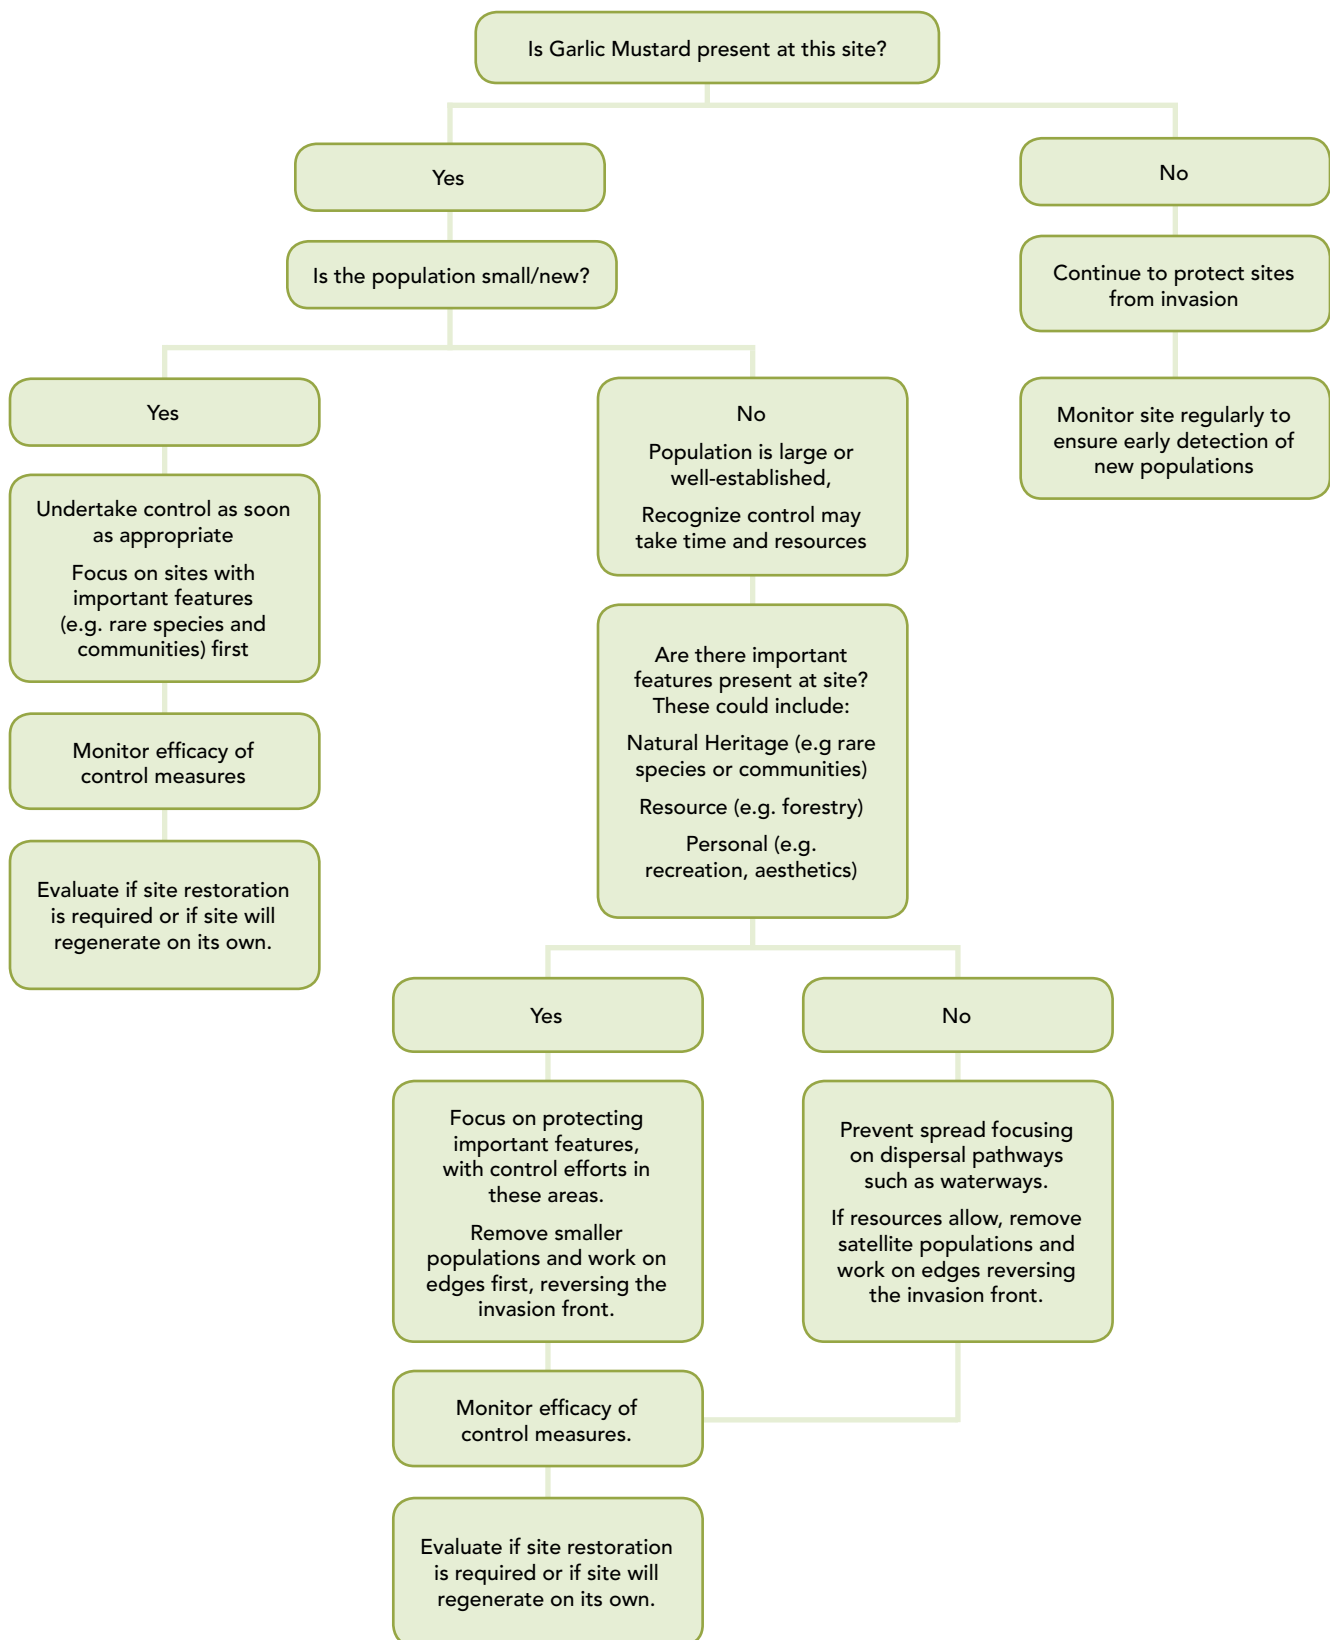 Is Garlic Mustard present at this site?
Yes
No
Is the population small/new?
Continue to protect sites
from invasion
Monitor site regularly to
ensure early detection of
new populations
Yes
Undertake control as soon
as appropriate
Focus on sites with
important features
(e.g. rare species and
communities) first
Monitor efficacy of
control measures
Evaluate if site restoration
is required or if site will
regenerate on its own.
No
Population is large or
well-established,
Recognize control may
take time and resources
Are there important
features present at site?
These could include:
Natural Heritage (e.g rare
species or communities)
Resource (e.g. forestry)
Personal (e.g.
recreation, aesthetics)
Yes
Focus on protecting
important features,
with control efforts in
these areas.
Remove smaller
populations and work on
edges first, reversing the
invasion front.
No
Prevent spread focusing
on dispersal pathways
such as waterways.
If resources allow, remove
satellite populations and
work on edges reversing
the invasion front.
Monitor efficacy of
control measures.
Evaluate if site restoration
is required or if site will
regenerate on its own.